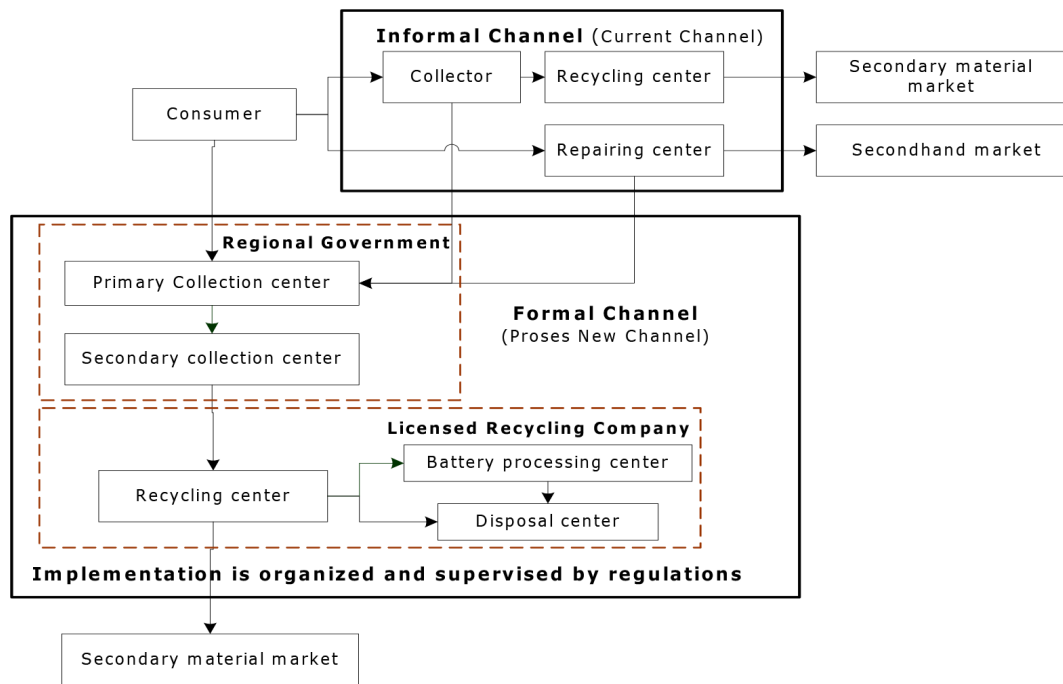 Informal Channel (Current Channel)
Collector
Recycling center
Secondary material
market
Consumer
Repairing center
Secondhand market
Regional Government
Primary Collection center
Formal Channel
(Proses New Channel)
Secondary collection center
Licensed Recycling Company
Battery processing center
Recycling center
Disposal center
Implementation is organized and supervised by regulations
Secondary material market